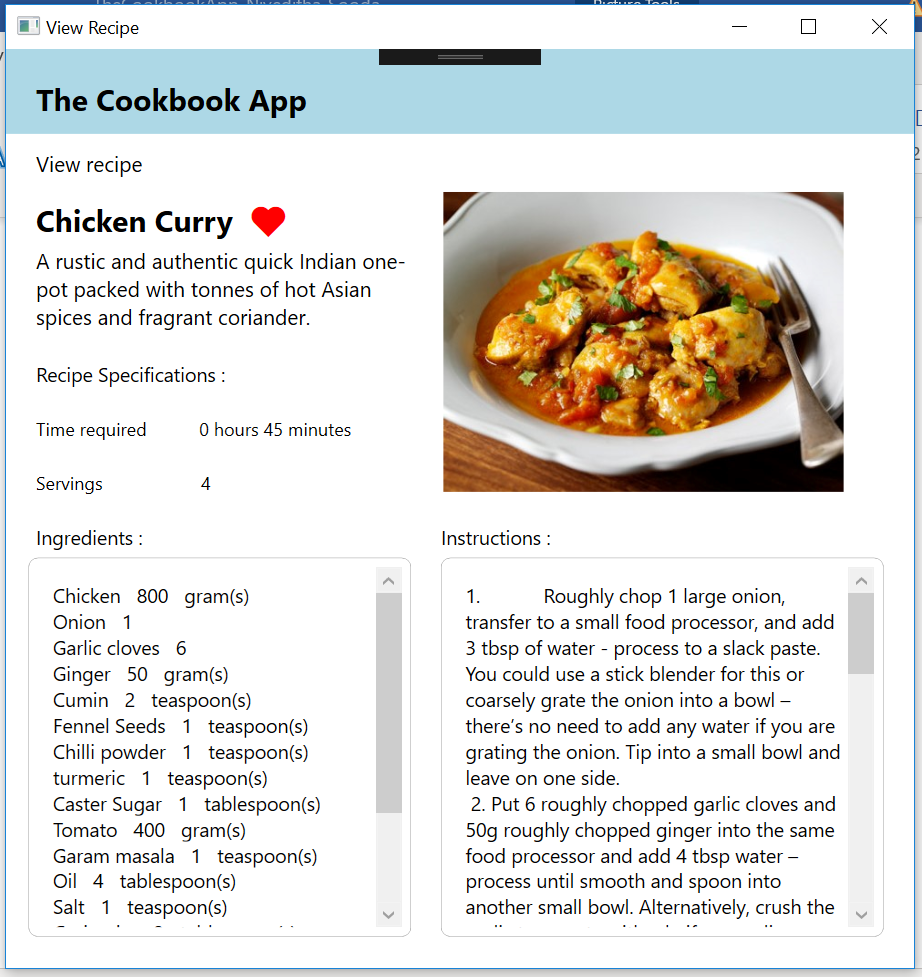 TheCookbookApp-Niveditha Sooda
Picture Tools
View Recipe
The Cookbook App
View recipe
Chicken Curry
A rustic and authentic quick Indian one-
pot packed with tonnes of hot Asian
spices and fragrant coriander.
Recipe Specifications :
Time required 0 hours 45 minutes
Servings 4
Ingredients :
Chicken 800 gram(s)
Onion 1
Garlic cloves 6
Ginger 50 gram(s)
Cumin 2 teaspoon(s)
Fennel Seeds 1 teaspoon(s)
Chilli powder 1 teaspoon(s)
turmeric 1 teaspoon(s)
Caster Sugar 1 tablespoon(s)
Tomato 400 gram(s)
Garam masala 1 teaspoon(s)
Oil 4 tablespoon(s)
Salt 1 teaspoon(s)
Instructions :
1. Roughly chop 1 large onion,
transfer to a small food processor, and add
3 tbsp of water - process to a slack paste.
You could use a stick blender for this or
coarsely grate the onion into a bowl –
there’s no need to add any water if you are
grating the onion. Tip into a small bowl and
leave on one side.
2. Put 6 roughly chopped garlic cloves and
50g roughly chopped ginger into the same
food processor and add 4 tbsp water –
process until smooth and spoon into
another small bowl. Alternatively, crush the